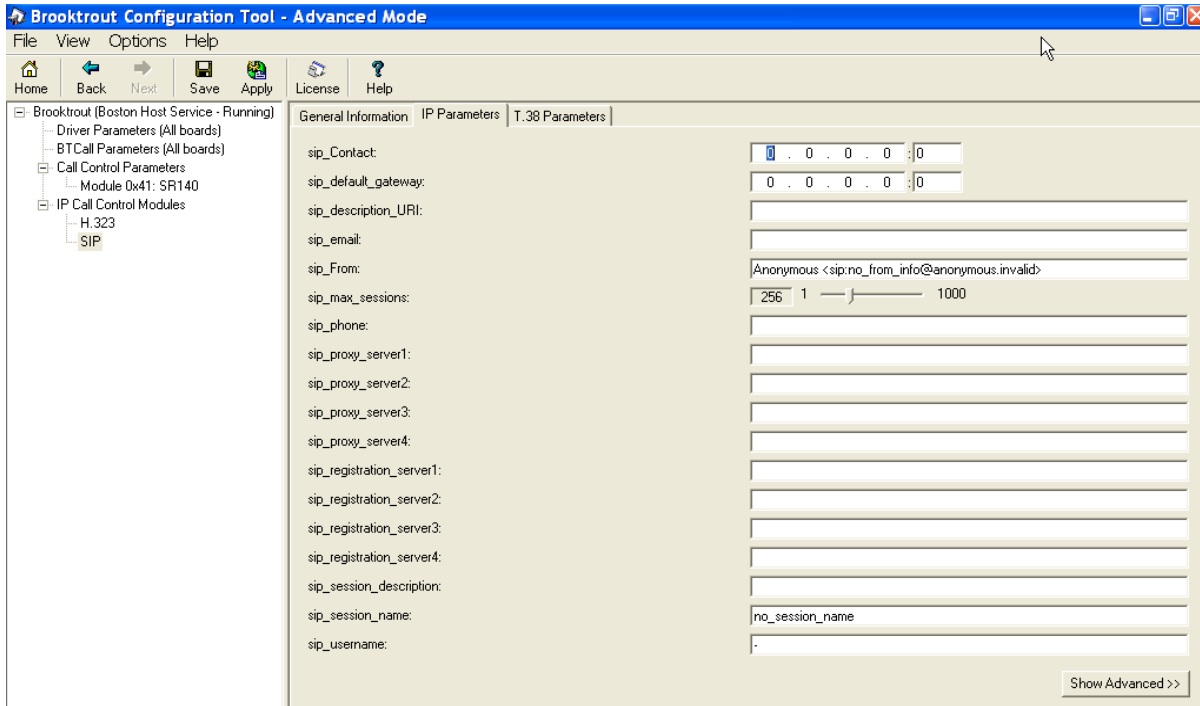 Brooktrout Configuration Tool - Advanced Mode
File View Options Help
Home Back Next Save Apply License Help
Brooktrout (Boston Host Service - Running)
Driver Parameters (All boards)
BTCall Parameters (All boards)
Call Control Parameters
Module 0x41: SR140
IP Call Control Modules
H.323
SIP
General Information IP Parameters T.38 Parameters
sip_Contact: 0 . 0 . 0 . 0 :0
sip_default_gateway: 0 . 0 . 0 . 0 :0
sip_description_URI:
sip_email:
sip_From: Anonymous <sip:no_from_info@anonymous.invalid>
sip_max_sessions: 256 1 1000
sip_phone:
sip_proxy_server1:
sip_proxy_server2:
sip_proxy_server3:
sip_proxy_server4:
sip_registration_server1:
sip_registration_server2:
sip_registration_server3:
sip_registration_server4:
sip_session_description:
sip_session_name: no_session_name
sip_username: -
Show Advanced >>